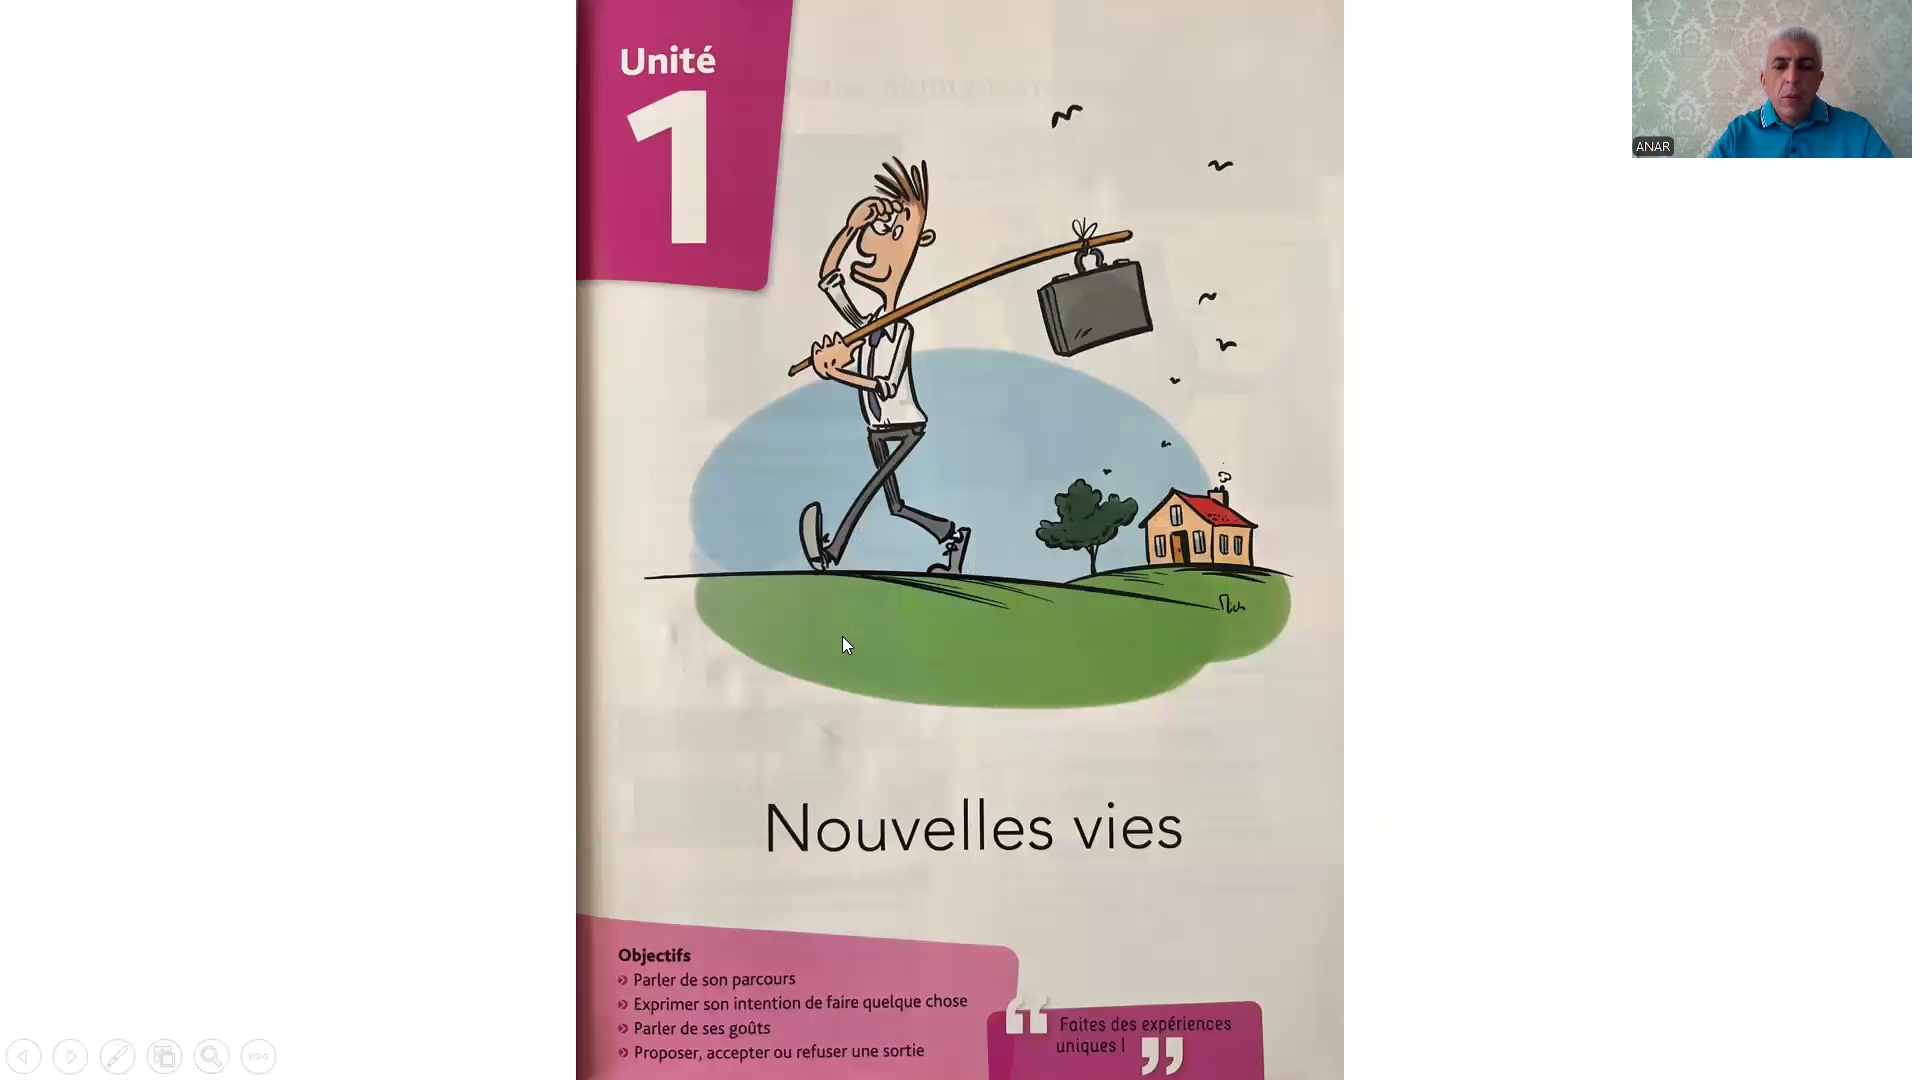 Unité
1
Nouvelles vies
Objectifs
Parler de son parcours
Exprimer son intention de faire quelque chose
Parler de ses goûts
Proposer, accepter ou refuser une sortie
“ Faites des expériences
uniques ! ”
ANAR